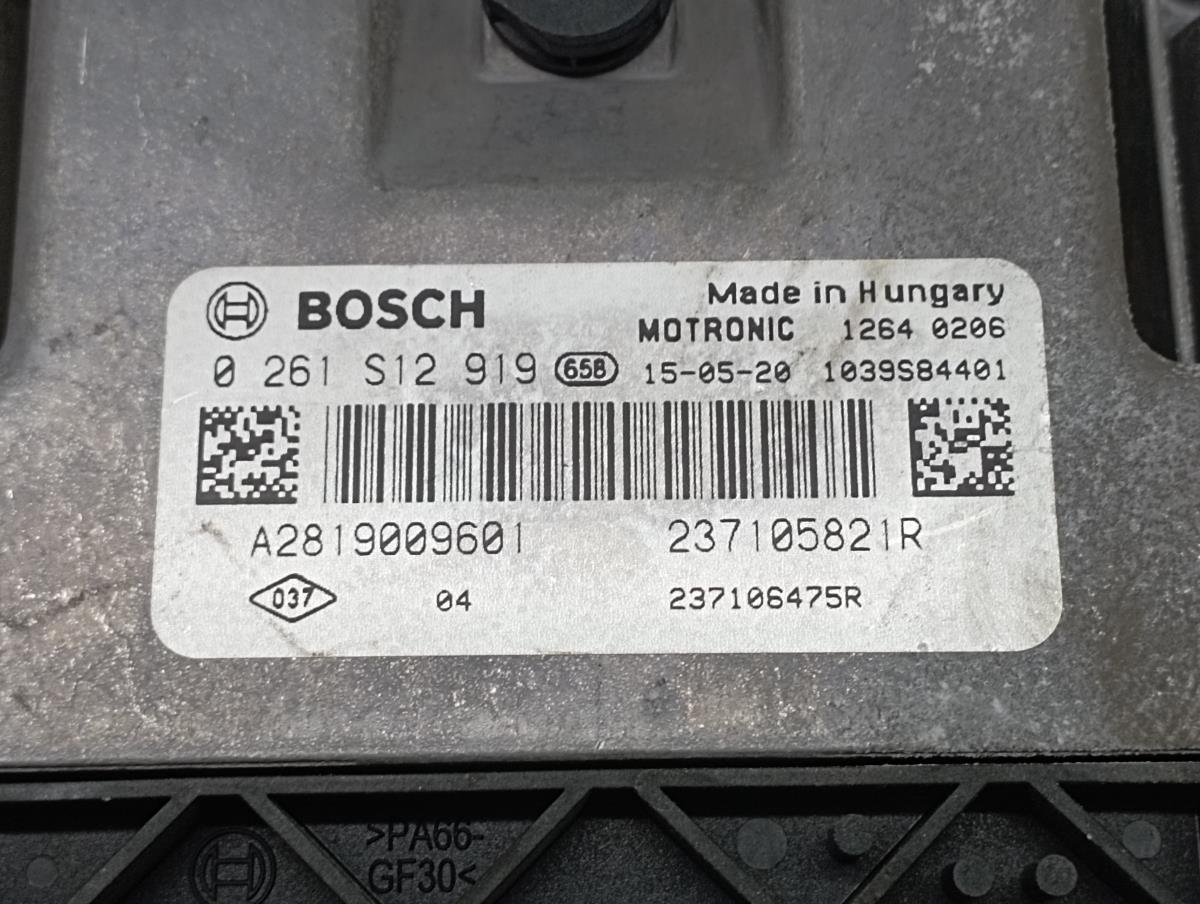 BOSCH
Made in Hungary
MOTRONIC 1264 0206
0 261 S12 919 658 15-05-20 1039S84401
A2819009601 237105821R
037 04 237106475R
>PA66-
GF30<